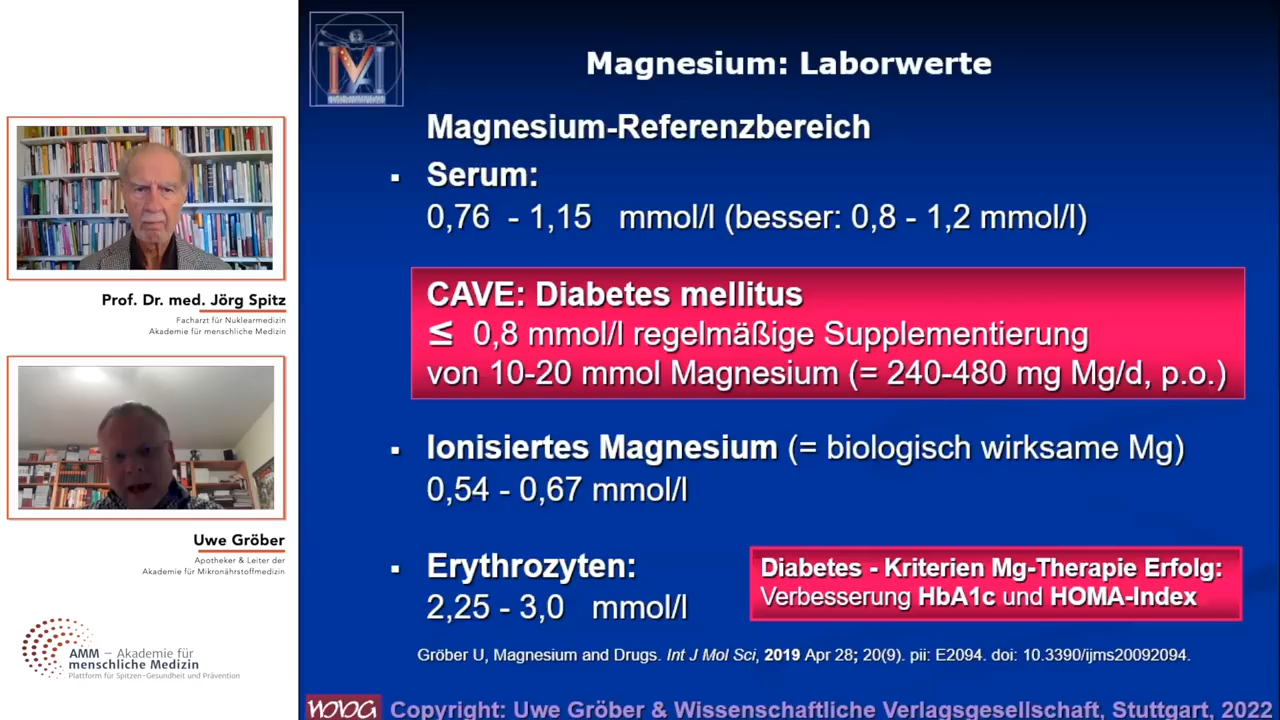 Magnesium: Laborwerte
Magnesium-Referenzbereich
▪ Serum:
0,76 - 1,15 mmol/l (besser: 0,8 - 1,2 mmol/l)
CAVE: Diabetes mellitus
≤ 0,8 mmol/l regelmäßige Supplementierung
von 10-20 mmol Magnesium (= 240-480 mg Mg/d, p.o.)
▪ Ionisiertes Magnesium (= biologisch wirksame Mg)
0,54 - 0,67 mmol/l
▪ Erythrozyten:
2,25 - 3,0 mmol/l
Diabetes - Kriterien Mg-Therapie Erfolg:
Verbesserung HbA1c und HOMA-Index
Gröber U, Magnesium and Drugs. Int J Mol Sci, 2019 Apr 28; 20(9). pii: E2094. doi: 10.3390/ijms20092094.
WVG Copyright: Uwe Gröber & Wissenschaftliche Verlagsgesellschaft, Stuttgart, 2022
Prof. Dr. med. Jörg Spitz
Facharzt für Nuklearmedizin
Akademie für menschliche Medizin
Uwe Gröber
Apotheker & Leiter der
Akademie für Mikronährstoffmedizin
AMM – Akademie für
menschliche Medizin
Plattform für Spitzen-Gesundheit und Prävention